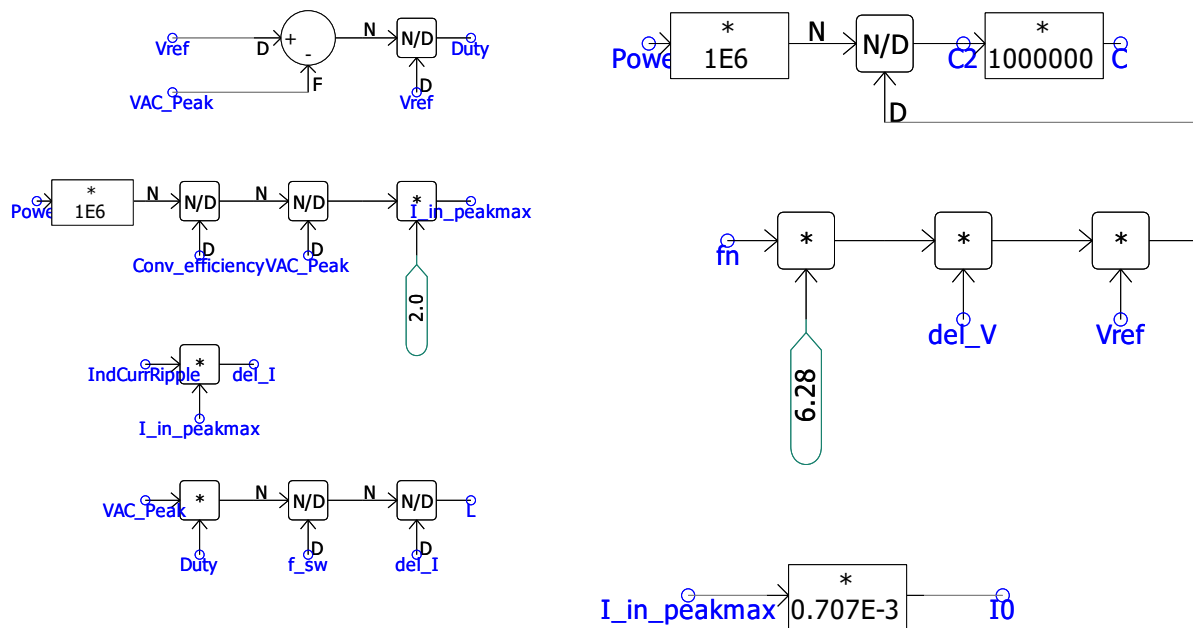 N
Vref
D
+
-
N/D
Duty
F
D
VAC_Peak
Vref
*
1E6
N
N/D
Powe
C2
*
1000000
C
D
*
1E6
N
N/D
N
N/D
*
Powe
I_in_peakmax
D
D
Conv_efficiency
VAC_Peak
2.0
fn
*
*
*
del_V
Vref
6.28
IndCurrRipple
*
del_I
I_in_peakmax
VAC_Peak
*
N
N/D
N
N/D
L
D
D
Duty
f_sw
del_I
I_in_peakmax
*
0.707E-3
I0